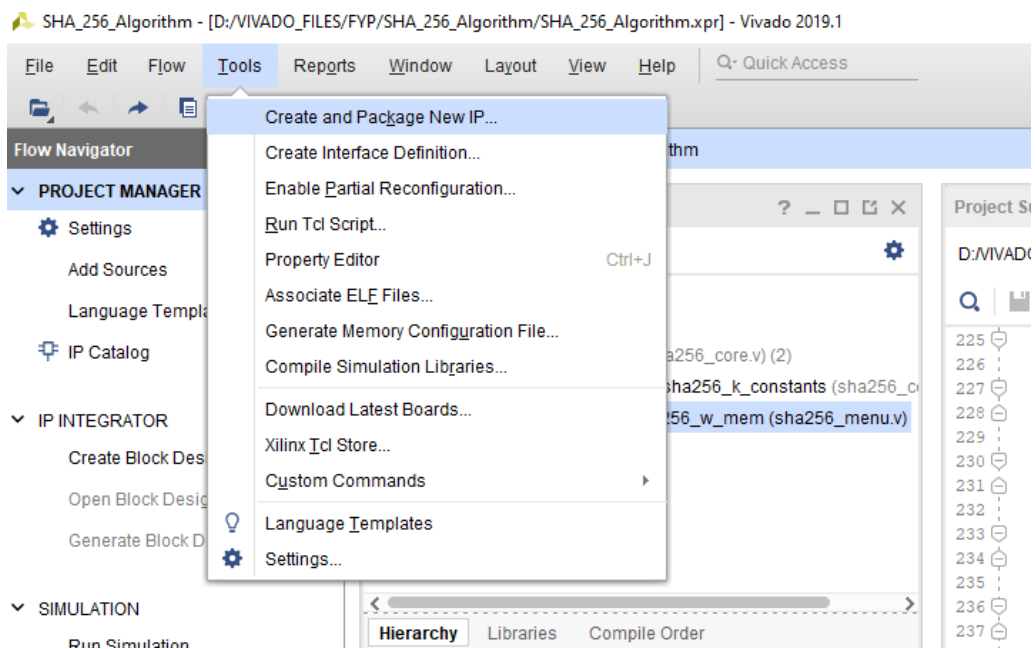 SHA_256_Algorithm - [D:/VIVADO_FILES/FYP/SHA_256_Algorithm/SHA_256_Algorithm.xpr] - Vivado 2019.1
File Edit Flow Tools Reports Window Layout View Help Q- Quick Access
Flow Navigator
PROJECT MANAGER
Settings
Add Sources
Language Templa
IP Catalog
IP INTEGRATOR
Create Block Des
Open Block Desig
Generate Block D
SIMULATION
Run Simulation
Create and Package New IP...
Create Interface Definition...
Enable Partial Reconfiguration...
Run Tcl Script...
Property Editor Ctrl+J
Associate ELF Files...
Generate Memory Configuration File...
Compile Simulation Libraries...
Download Latest Boards...
Xilinx Tcl Store...
Custom Commands
Language Templates
Settings...
thm
? _
a256_core.v) (2)
sha256_k_constants (sha256_c
256_w_mem (sha256_menu.v)
Hierarchy Libraries Compile Order
Project Su
D:/VIVADO
225
226
227
228
229
230
231
232
233
234
235
236
237